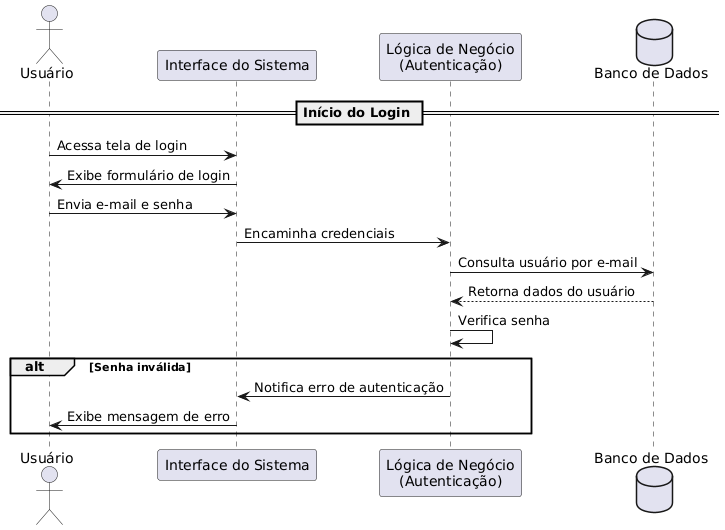 Usuário
Interface do Sistema
Lógica de Negócio
(Autenticação)
Banco de Dados
Início do Login
Acessa tela de login
Exibe formulário de login
Envia e-mail e senha
Encaminha credenciais
Consulta usuário por e-mail
Retorna dados do usuário
Verifica senha
alt [Senha inválida]
Notifica erro de autenticação
Exibe mensagem de erro
Usuário
Interface do Sistema
Lógica de Negócio
(Autenticação)
Banco de Dados